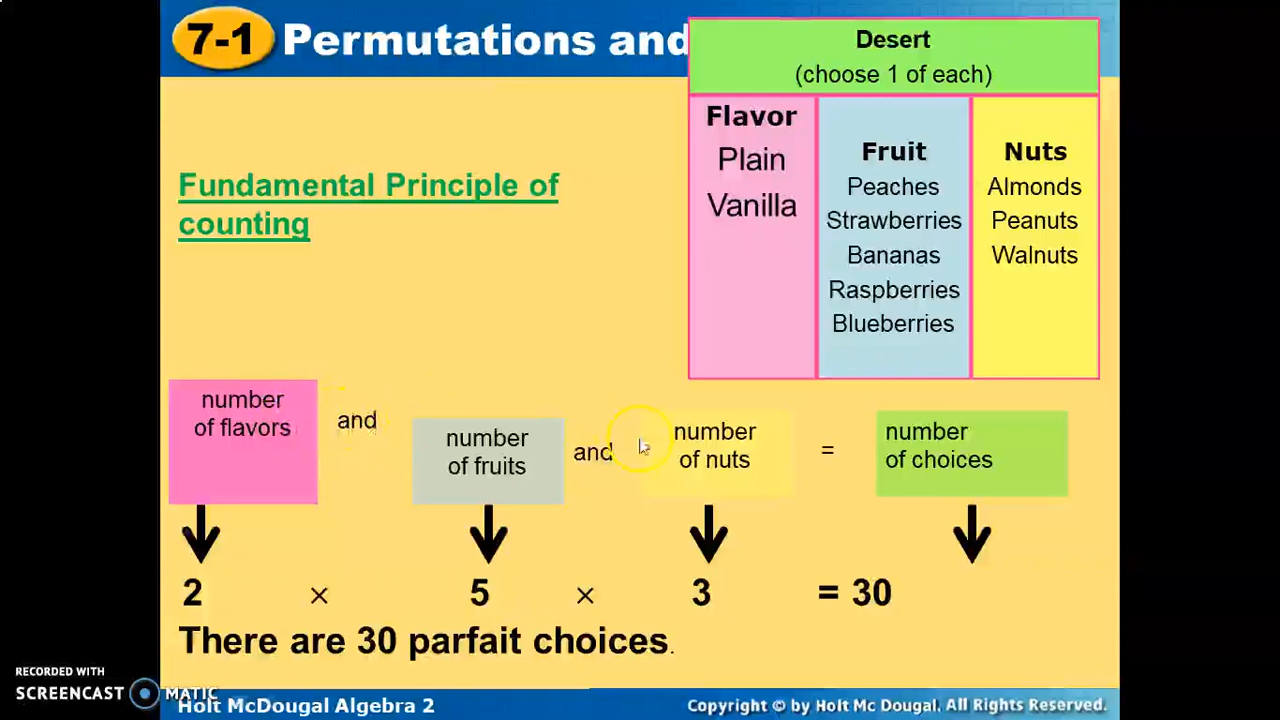 7-1 Permutations and
Desert
(choose 1 of each)
Flavor
Plain
Vanilla
Fruit
Peaches
Strawberries
Bananas
Raspberries
Blueberries
Nuts
Almonds
Peanuts
Walnuts
Fundamental Principle of
counting
number
of flavors
and
number
of fruits
and
number
of nuts
=
number
of choices
2 × 5 × 3 = 30
There are 30 parfait choices.
RECORDED WITH
SCREENCAST MATIC
Holt McDougal Algebra 2
Copyright © by Holt Mc Dougal. All Rights Reserved.